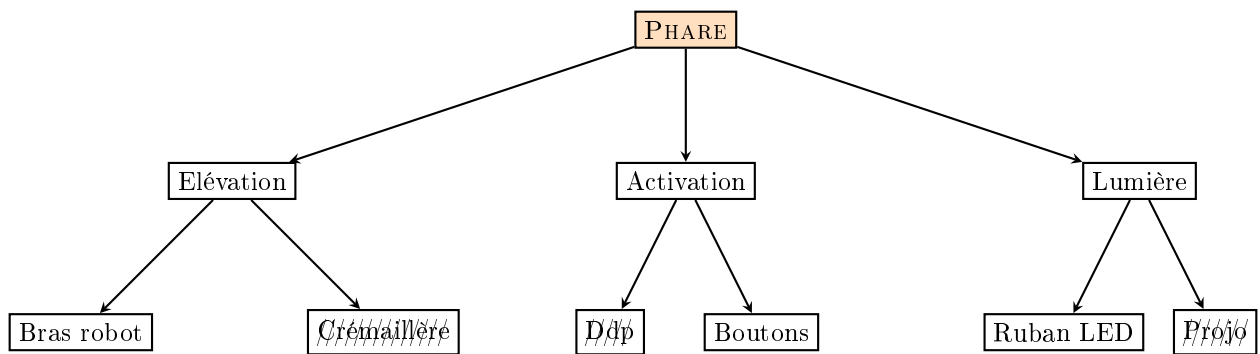 PHARE
Elévation
Activation
Lumière
Bras robot
Crémaillère
Ddp
Boutons
Ruban LED
Projo